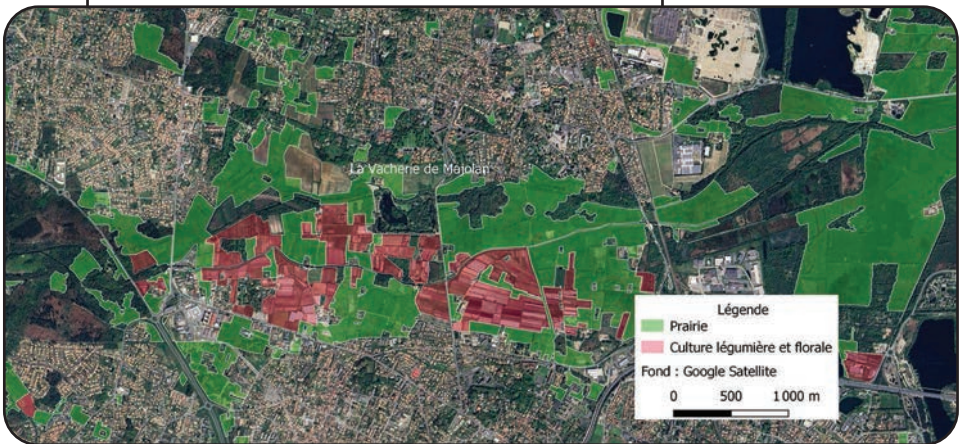 La Vacherie de Majolan
Légende
Prairie
Culture légumière et florale
Fond : Google Satellite
0 500 1 000 m